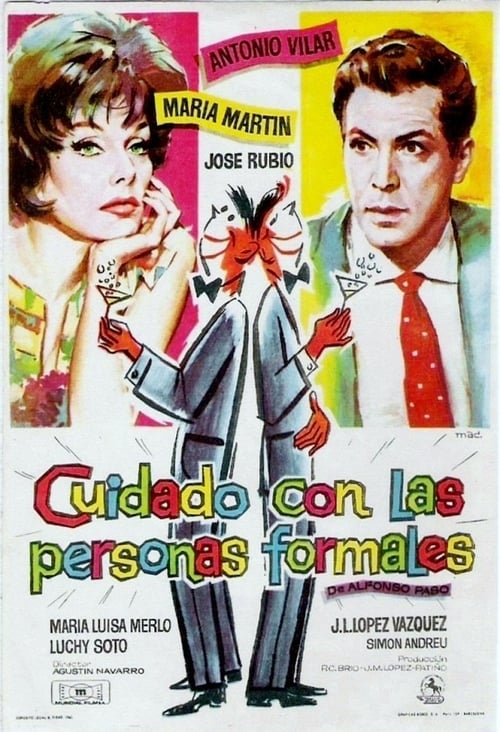 ANTONIO VILAR
MARIA MARTIN
JOSE RUBIO
mac.
Cuidado con las
personas formales
De ALFONSO PASO
MARIA LUISA MERLO
LUCHY SOTO
Director
AGUSTIN NAVARRO
m
MUNDIAL FILMS
J.L.LOPEZ VAZQUEZ
SIMON ANDREU
Producción
R.C. BRIO - J.M. LOPEZ-PATIÑO